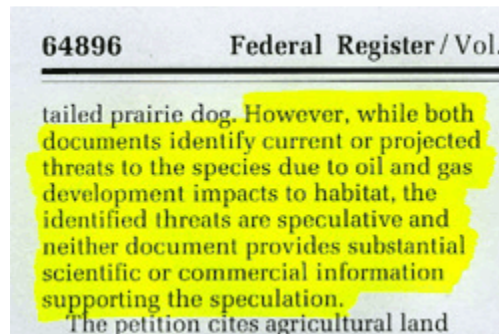 64896 Federal Register / Vol.
tailed prairie dog. However, while both
documents identify current or projected
threats to the species due to oil and gas
development impacts to habitat, the
identified threats are speculative and
neither document provides substantial
scientific or commercial information
supporting the speculation.
The petition cites agricultural land